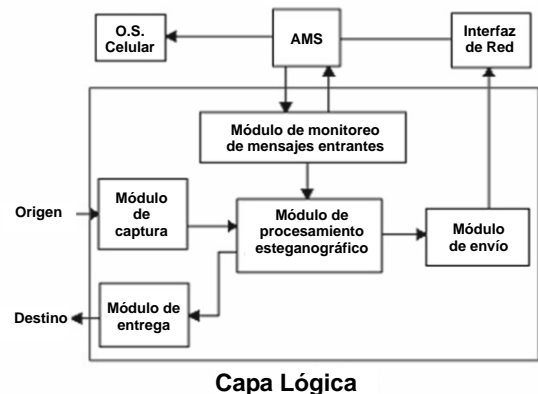 O.S.
Celular
AMS
Interfaz
de Red
Módulo de monitoreo
de mensajes entrantes
Origen
Módulo
de
captura
Módulo de
procesamiento
esteganográfico
Módulo
de envío
Destino
Módulo de
entrega
Capa Lógica